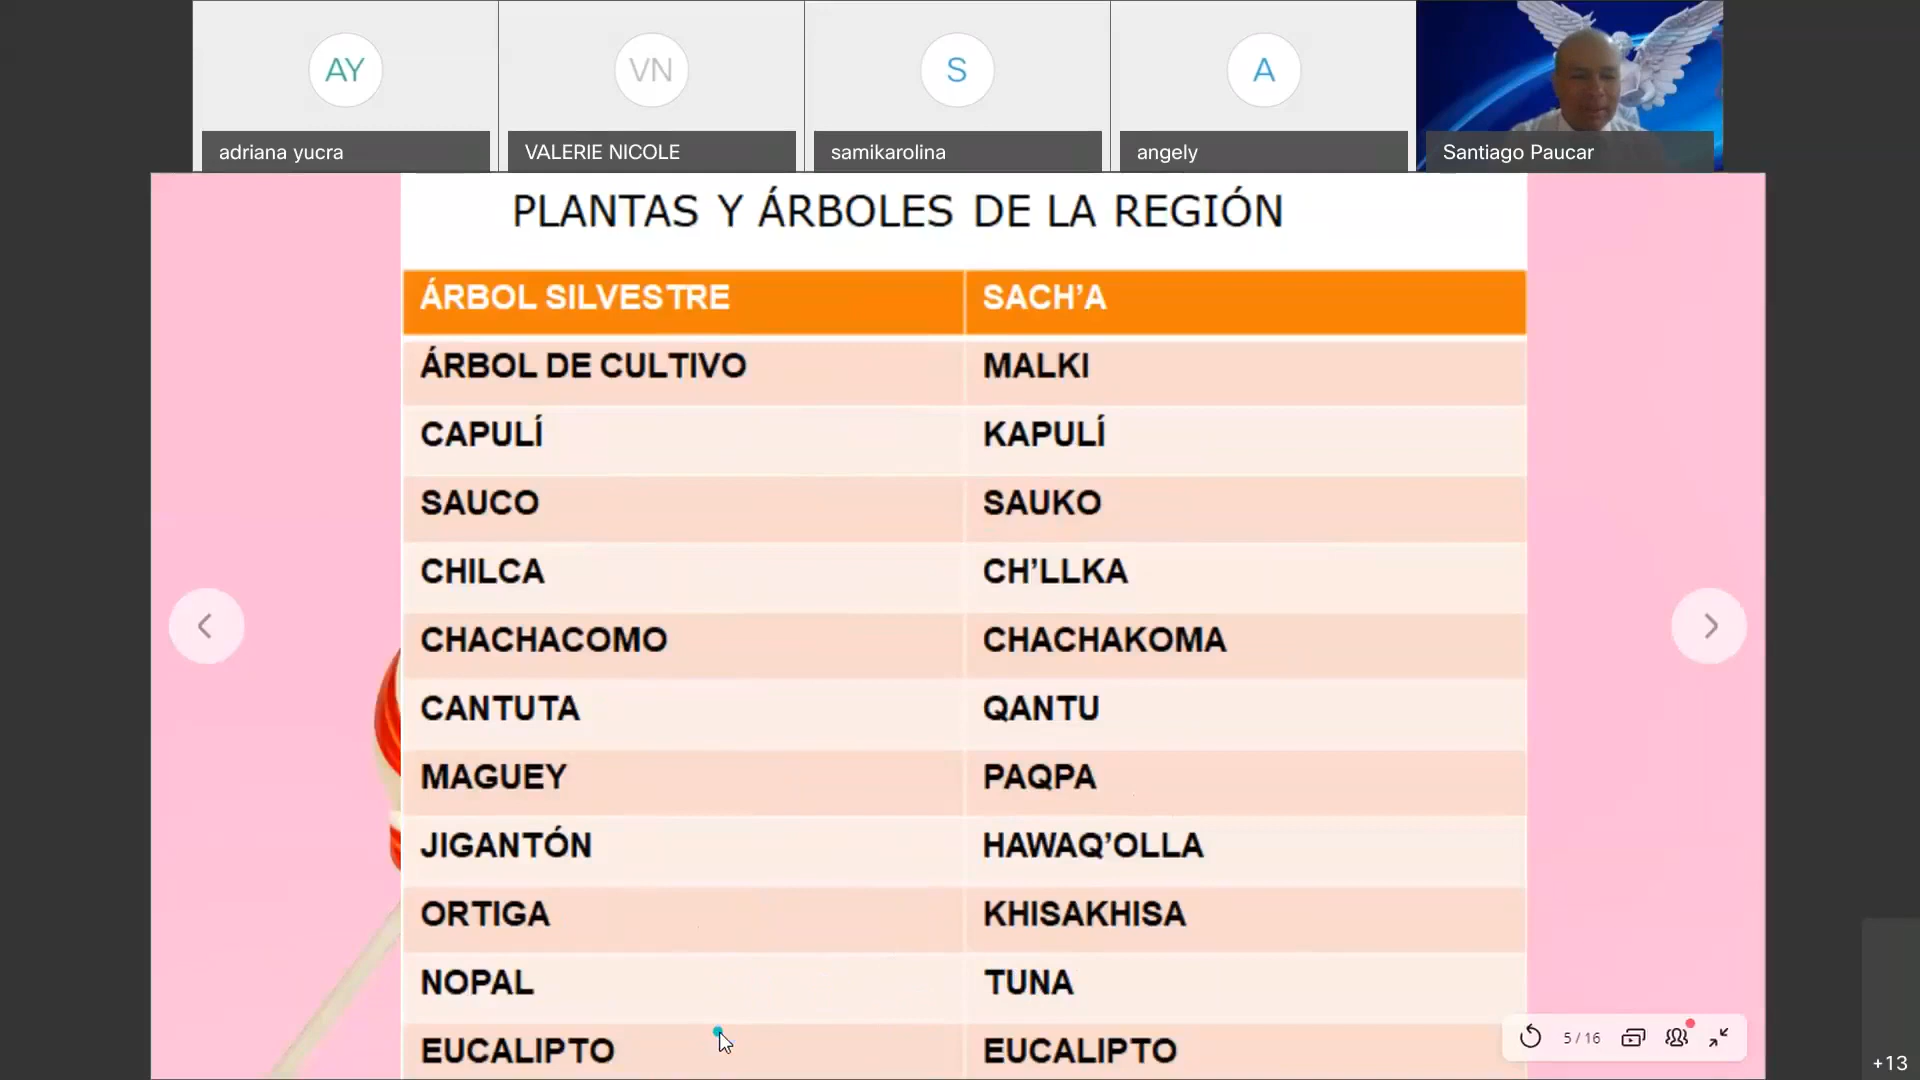 AY
VN
S
A
adriana yucra
VALERIE NICOLE
samikarolina
angely
Santiago Paucar
PLANTAS Y ÁRBOLES DE LA REGIÓN
ÁRBOL SILVESTRE SACH’A
ÁRBOL DE CULTIVO MALKI
CAPULÍ KAPULÍ
SAUCO SAUKO
CHILCA CH’LLKA
CHACHACOMO CHACHAKOMA
CANTUTA QANTU
MAGUEY PAQPA
JIGANTÓN HAWAQ’OLLA
ORTIGA KHISAKHISA
NOPAL TUNA
EUCALIPTO EUCALIPTO
5 / 16
+13